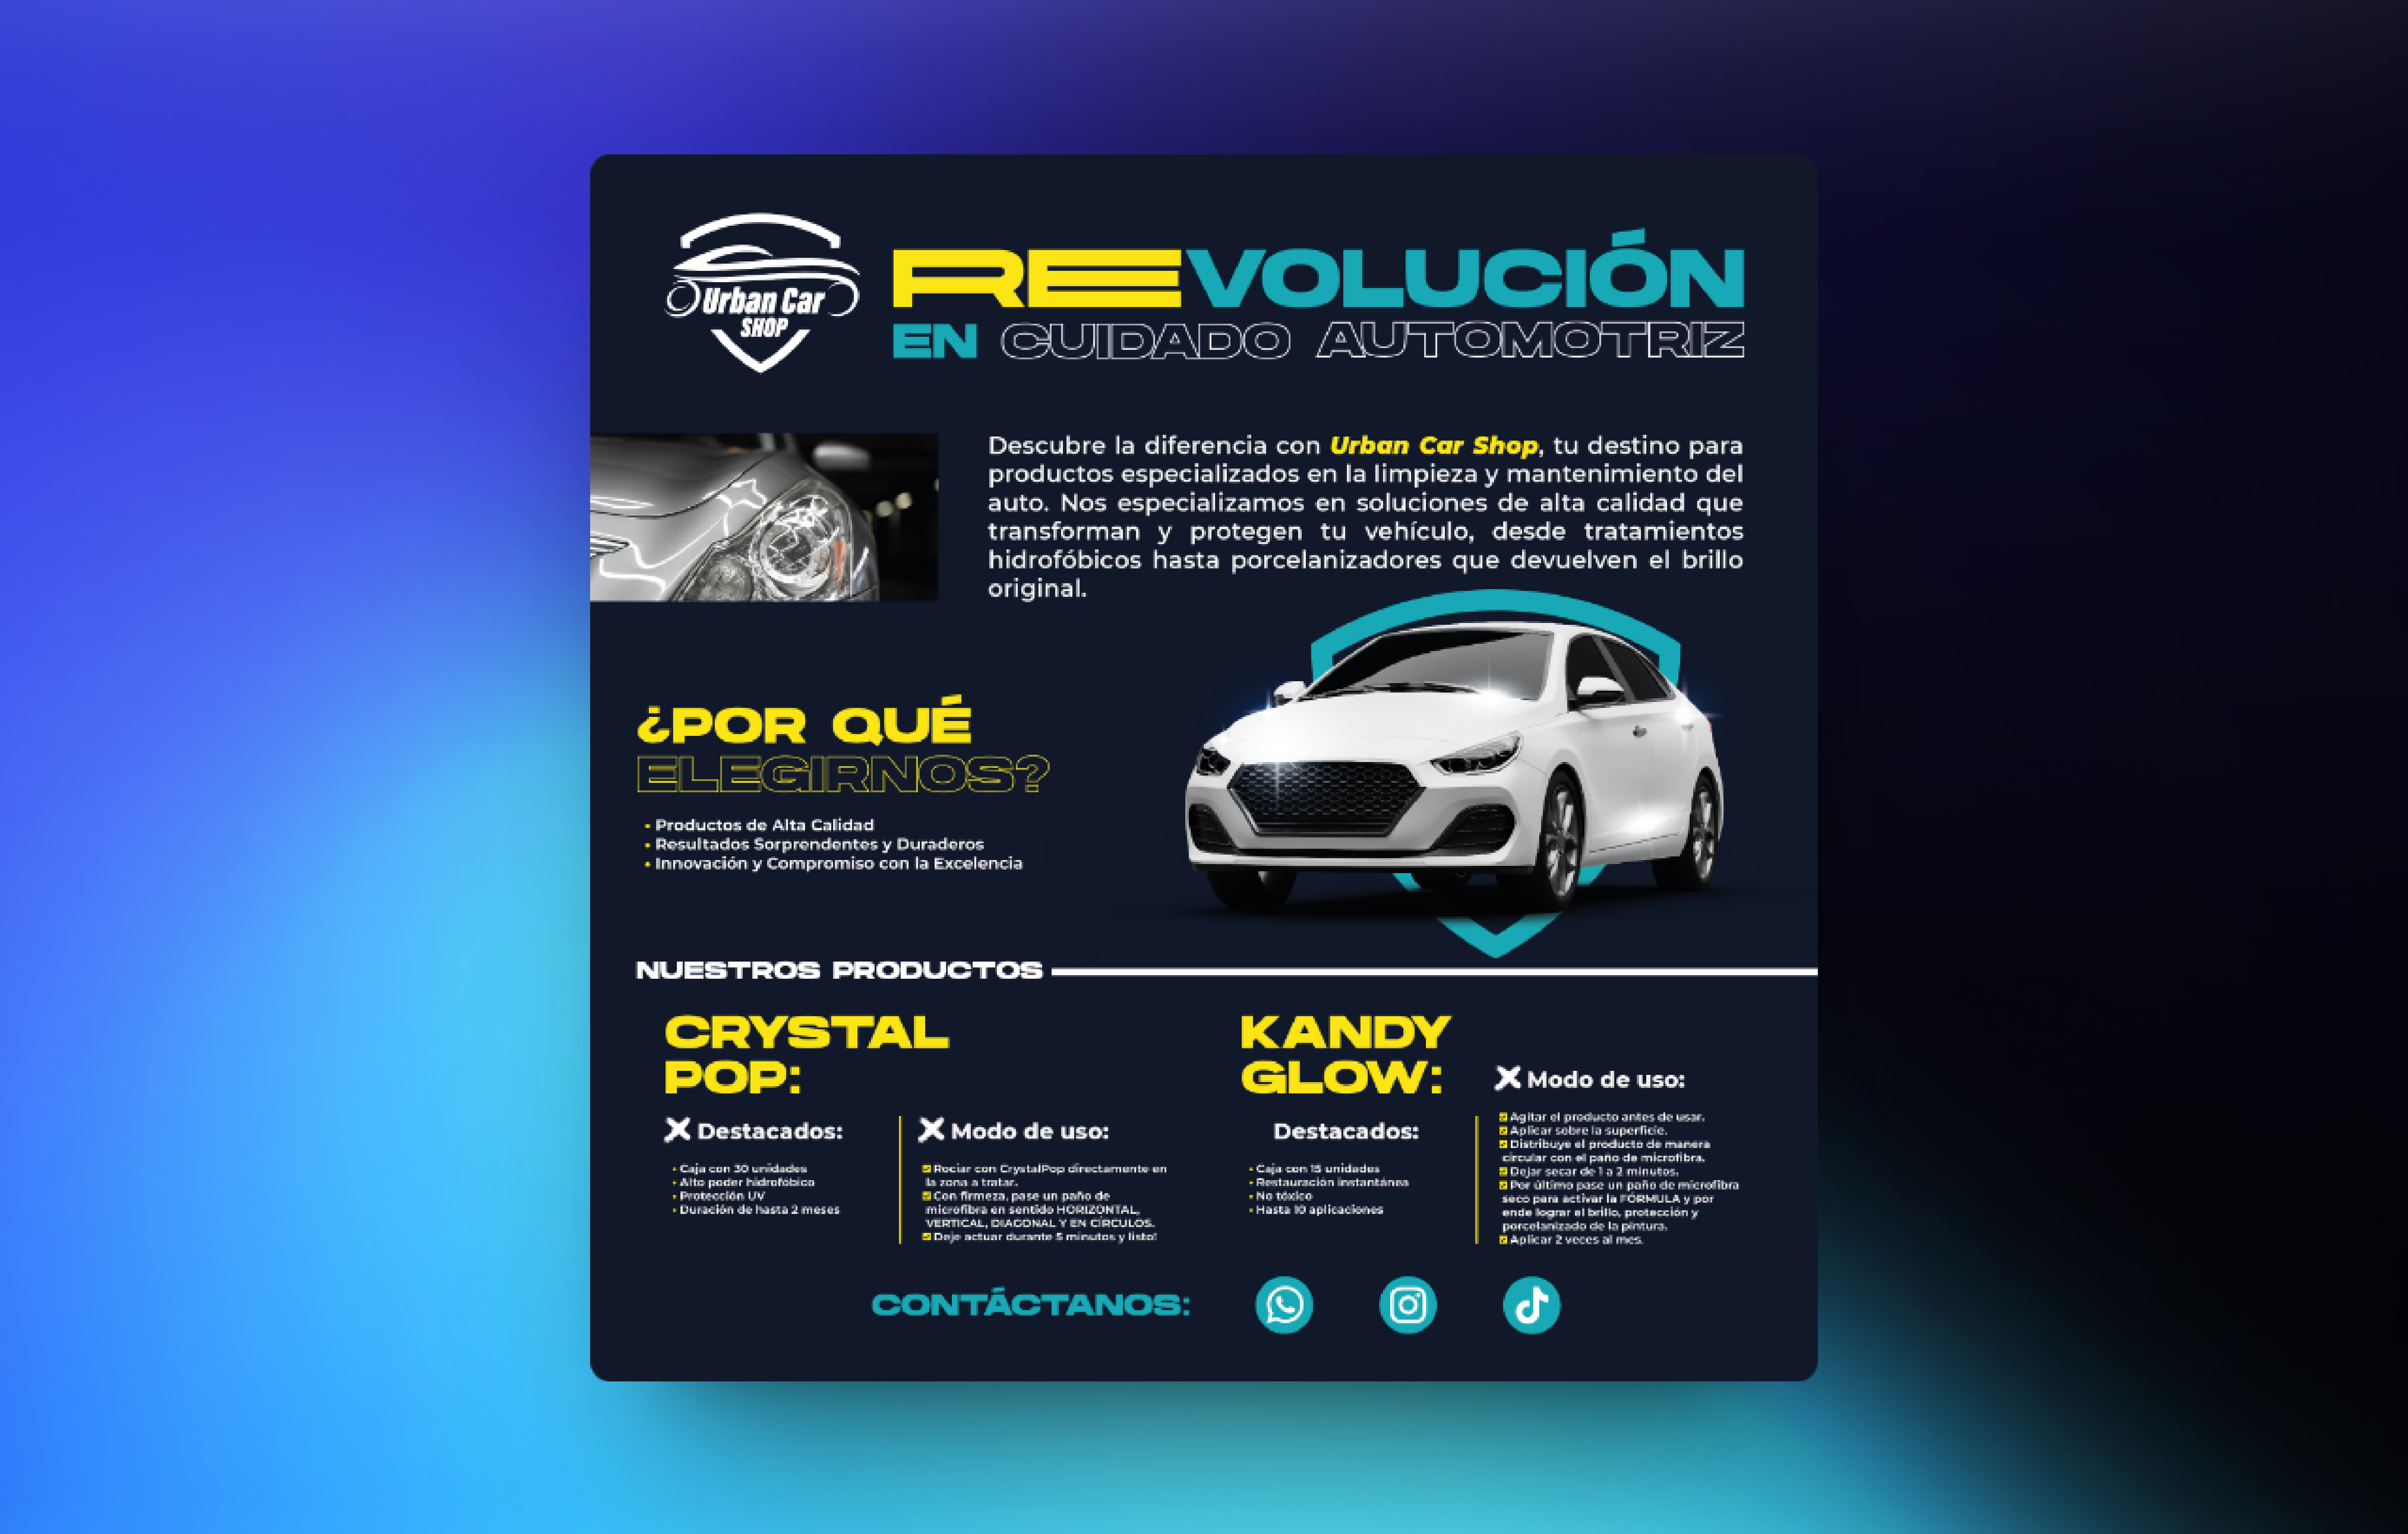 Urban Car
SHOP
REVOLUCIÓN
EN CUIDADO AUTOMOTRIZ
Descubre la diferencia con Urban Car Shop, tu destino para
productos especializados en la limpieza y mantenimiento del
auto. Nos especializamos en soluciones de alta calidad que
transforman y protegen tu vehículo, desde tratamientos
hidrofóbicos hasta porcelanizadores que devuelven el brillo
original.
¿POR QUÉ
ELEGIRNOS?
• Productos de Alta Calidad
• Resultados Sorprendentes y Duraderos
• Innovación y Compromiso con la Excelencia
NUESTROS PRODUCTOS
CRYSTAL
POP:
Destacados:
• Caja con 30 unidades
• Alto poder hidrofóbico
• Protección UV
• Duración de hasta 2 meses
Modo de uso:
Rociar con CrystalPop directamente en
la zona a tratar.
Con firmeza, pase un paño de
microfibra en sentido HORIZONTAL,
VERTICAL, DIAGONAL Y EN CÍRCULOS.
Deje actuar durante 5 minutos y listo!
KANDY
GLOW:
Destacados:
• Caja con 15 unidades
• Restauración instantánea
• No tóxico
• Hasta 10 aplicaciones
Modo de uso:
Agitar el producto antes de usar.
Aplicar sobre la superficie.
Distribuye el producto de manera
circular con el paño de microfibra.
Dejar secar de 1 a 2 minutos.
Por último pase un paño de microfibra
seco para activar la FÓRMULA y por
ende lograr el brillo, protección y
porcelanizado de la pintura.
Aplicar 2 veces al mes.
CONTÁCTANOS: